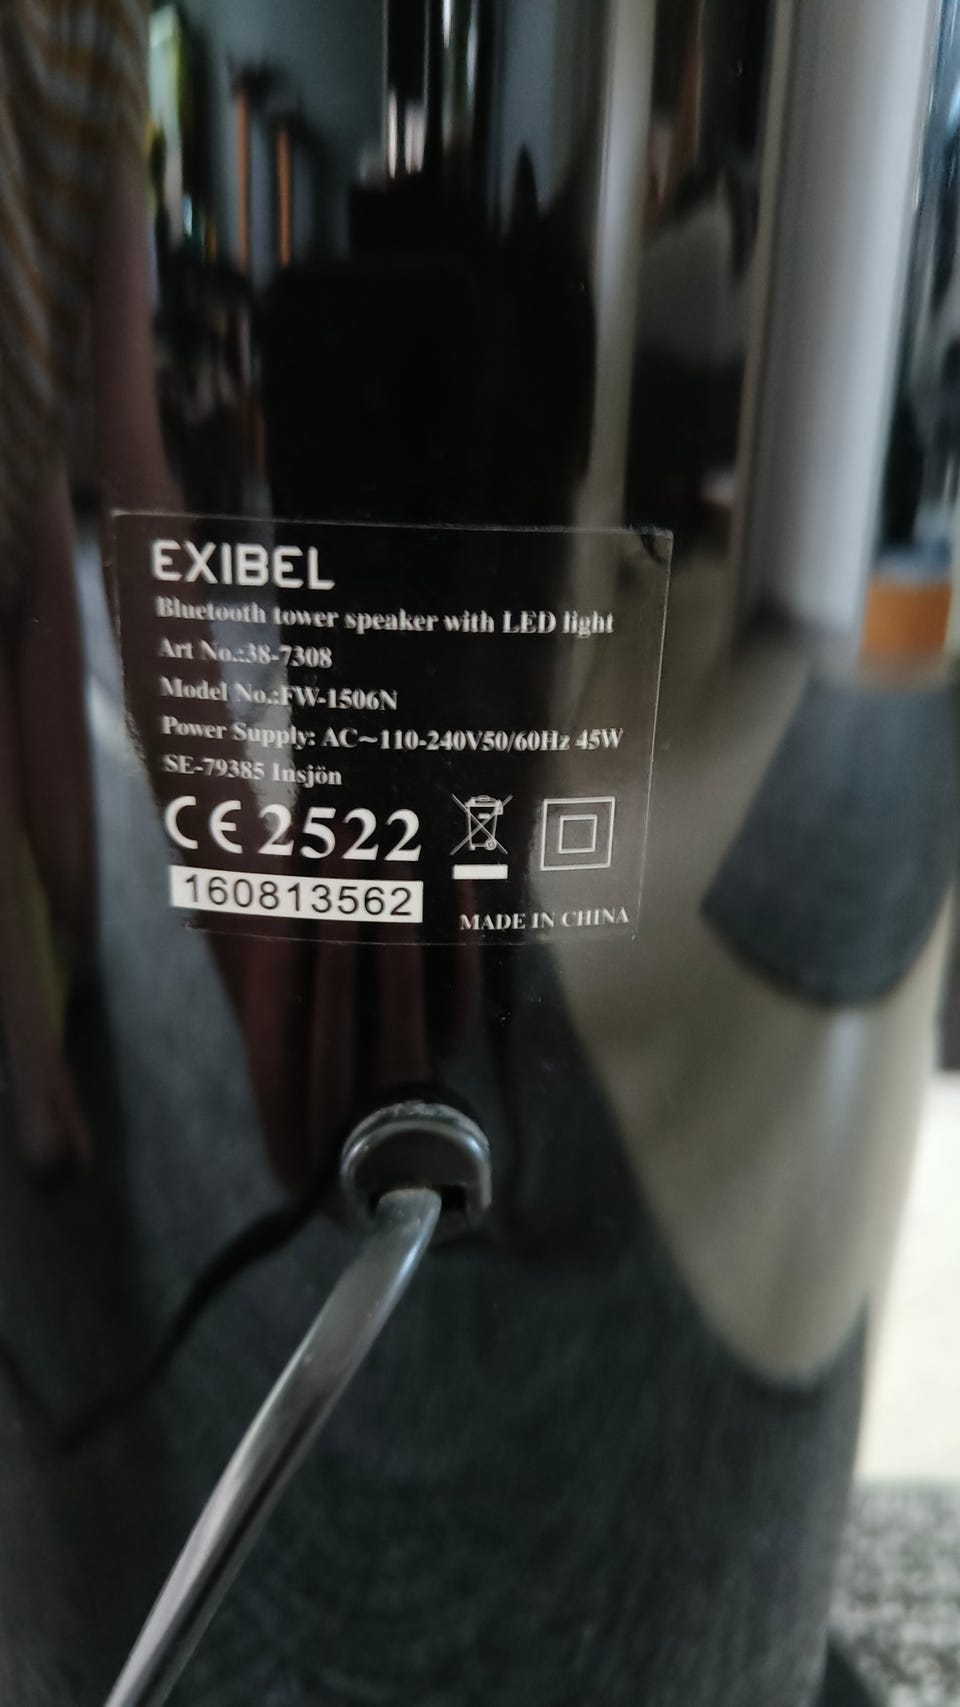 EXIBEL
Bluetooth tower speaker with LED light
Art No.:38-7308
Model No.:FW-1506N
Power Supply: AC~110-240V50/60Hz 45W
SE-79385 Insjön
CE 2522
160813562
MADE IN CHINA